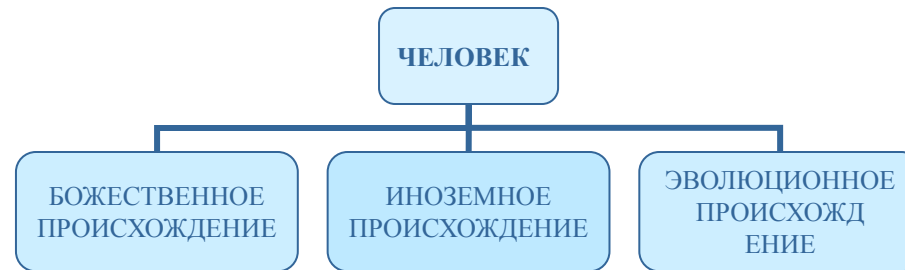 ЧЕЛОВЕК
БОЖЕСТВЕННОЕ
ПРОИСХОЖДЕНИЕ
ИНОЗЕМНОЕ
ПРОИСХОЖДЕНИЕ
ЭВОЛЮЦИОННОЕ
ПРОИСХОЖД
ЕНИЕ